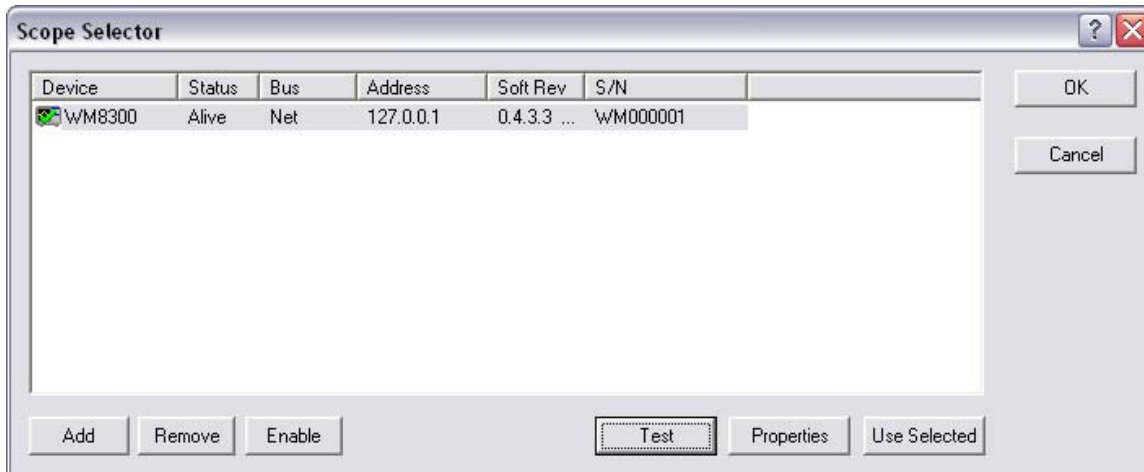 Scope Selector
Device Status Bus Address Soft Rev S/N
WM8300 Alive Net 127.0.0.1 0.4.3.3 ... WM000001
OK
Cancel
Add Remove Enable Test Properties Use Selected